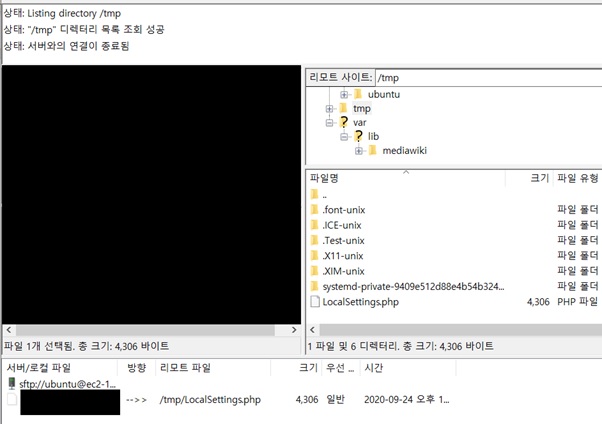 상태: Listing directory /tmp
상태: "/tmp" 디렉터리 목록 조회 성공
상태: 서버와의 연결이 종료됨
리모트 사이트: /tmp
ubuntu
tmp
var
lib
mediawiki
파일명 크기 파일 유형
..
.font-unix 파일 폴더
.ICE-unix 파일 폴더
.Test-unix 파일 폴더
.X11-unix 파일 폴더
.XIM-unix 파일 폴더
systemd-private-9409e512d88e4b54b324... 파일 폴더
LocalSettings.php 4,306 PHP 파일
파일 1개 선택됨. 총 크기: 4,306 바이트
1 파일 및 6 디렉터리. 총 크기: 4,306 바이트
서버/로컬 파일 방향 리모트 파일 크기 우선 ... 시간
sftp://ubuntu@ec2-1...
-->> /tmp/LocalSettings.php 4,306 일반 2020-09-24 오후 1...